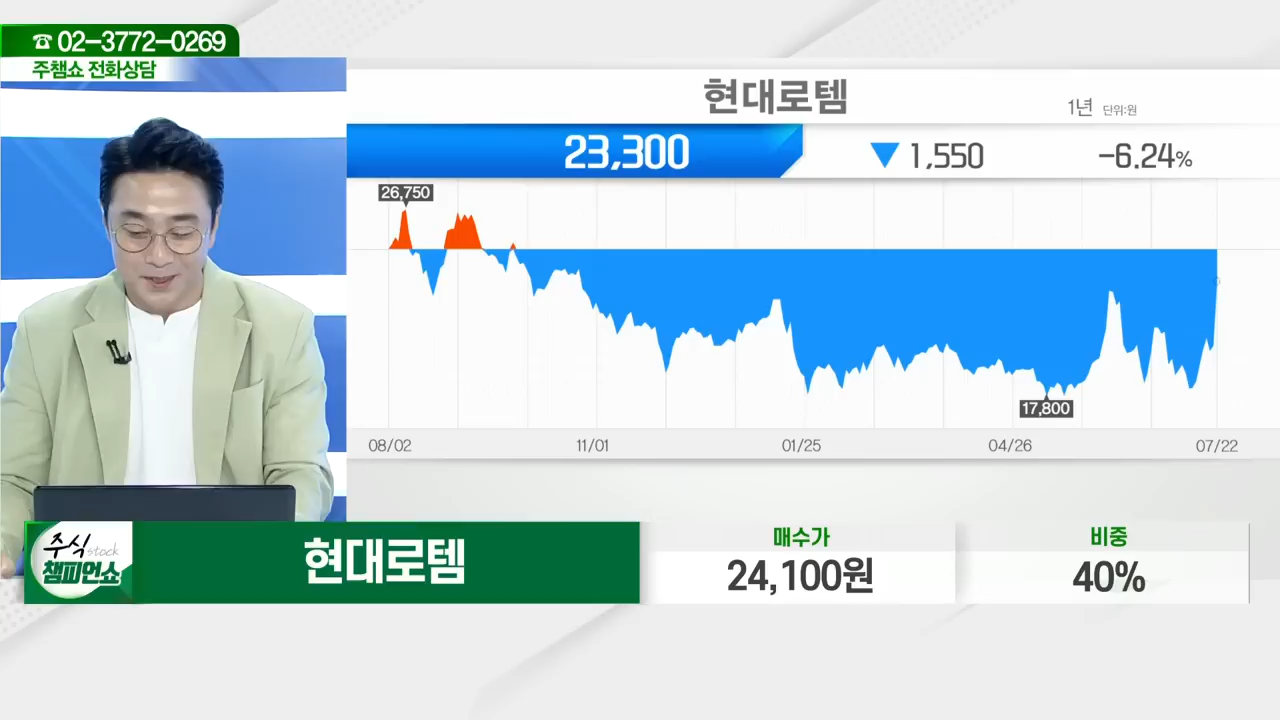 ☎ 02-3772-0269
주챔쇼 전화상담
현대로템
1년 단위:원
23,300 ▼ 1,550 -6.24%
26,750
17,800
08/02 11/01 01/25 04/26 07/22
주식 stock
챔피언쇼
현대로템
매수가
24,100원
비중
40%